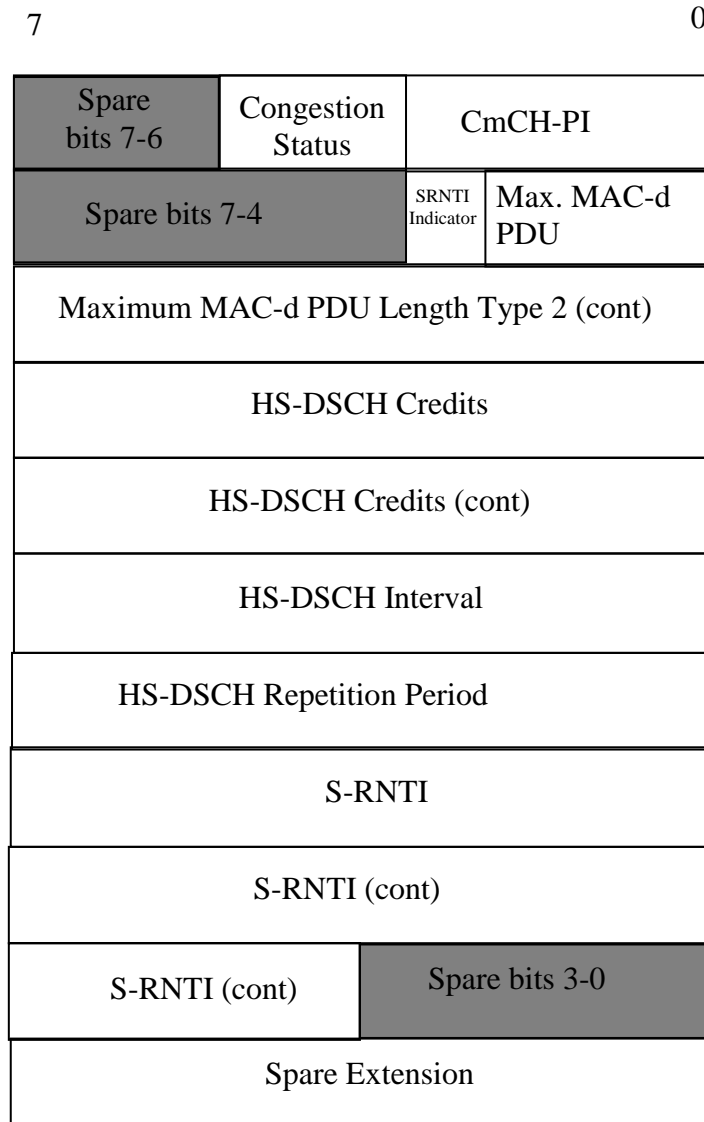 7 0
Spare
bits 7-6
Congestion
Status
CmCH-PI
Spare bits 7-4
SRNTI
Indicator
Max. MAC-d
PDU
Maximum MAC-d PDU Length Type 2 (cont)
HS-DSCH Credits
HS-DSCH Credits (cont)
HS-DSCH Interval
HS-DSCH Repetition Period
S-RNTI
S-RNTI (cont)
S-RNTI (cont)
Spare bits 3-0
Spare Extension